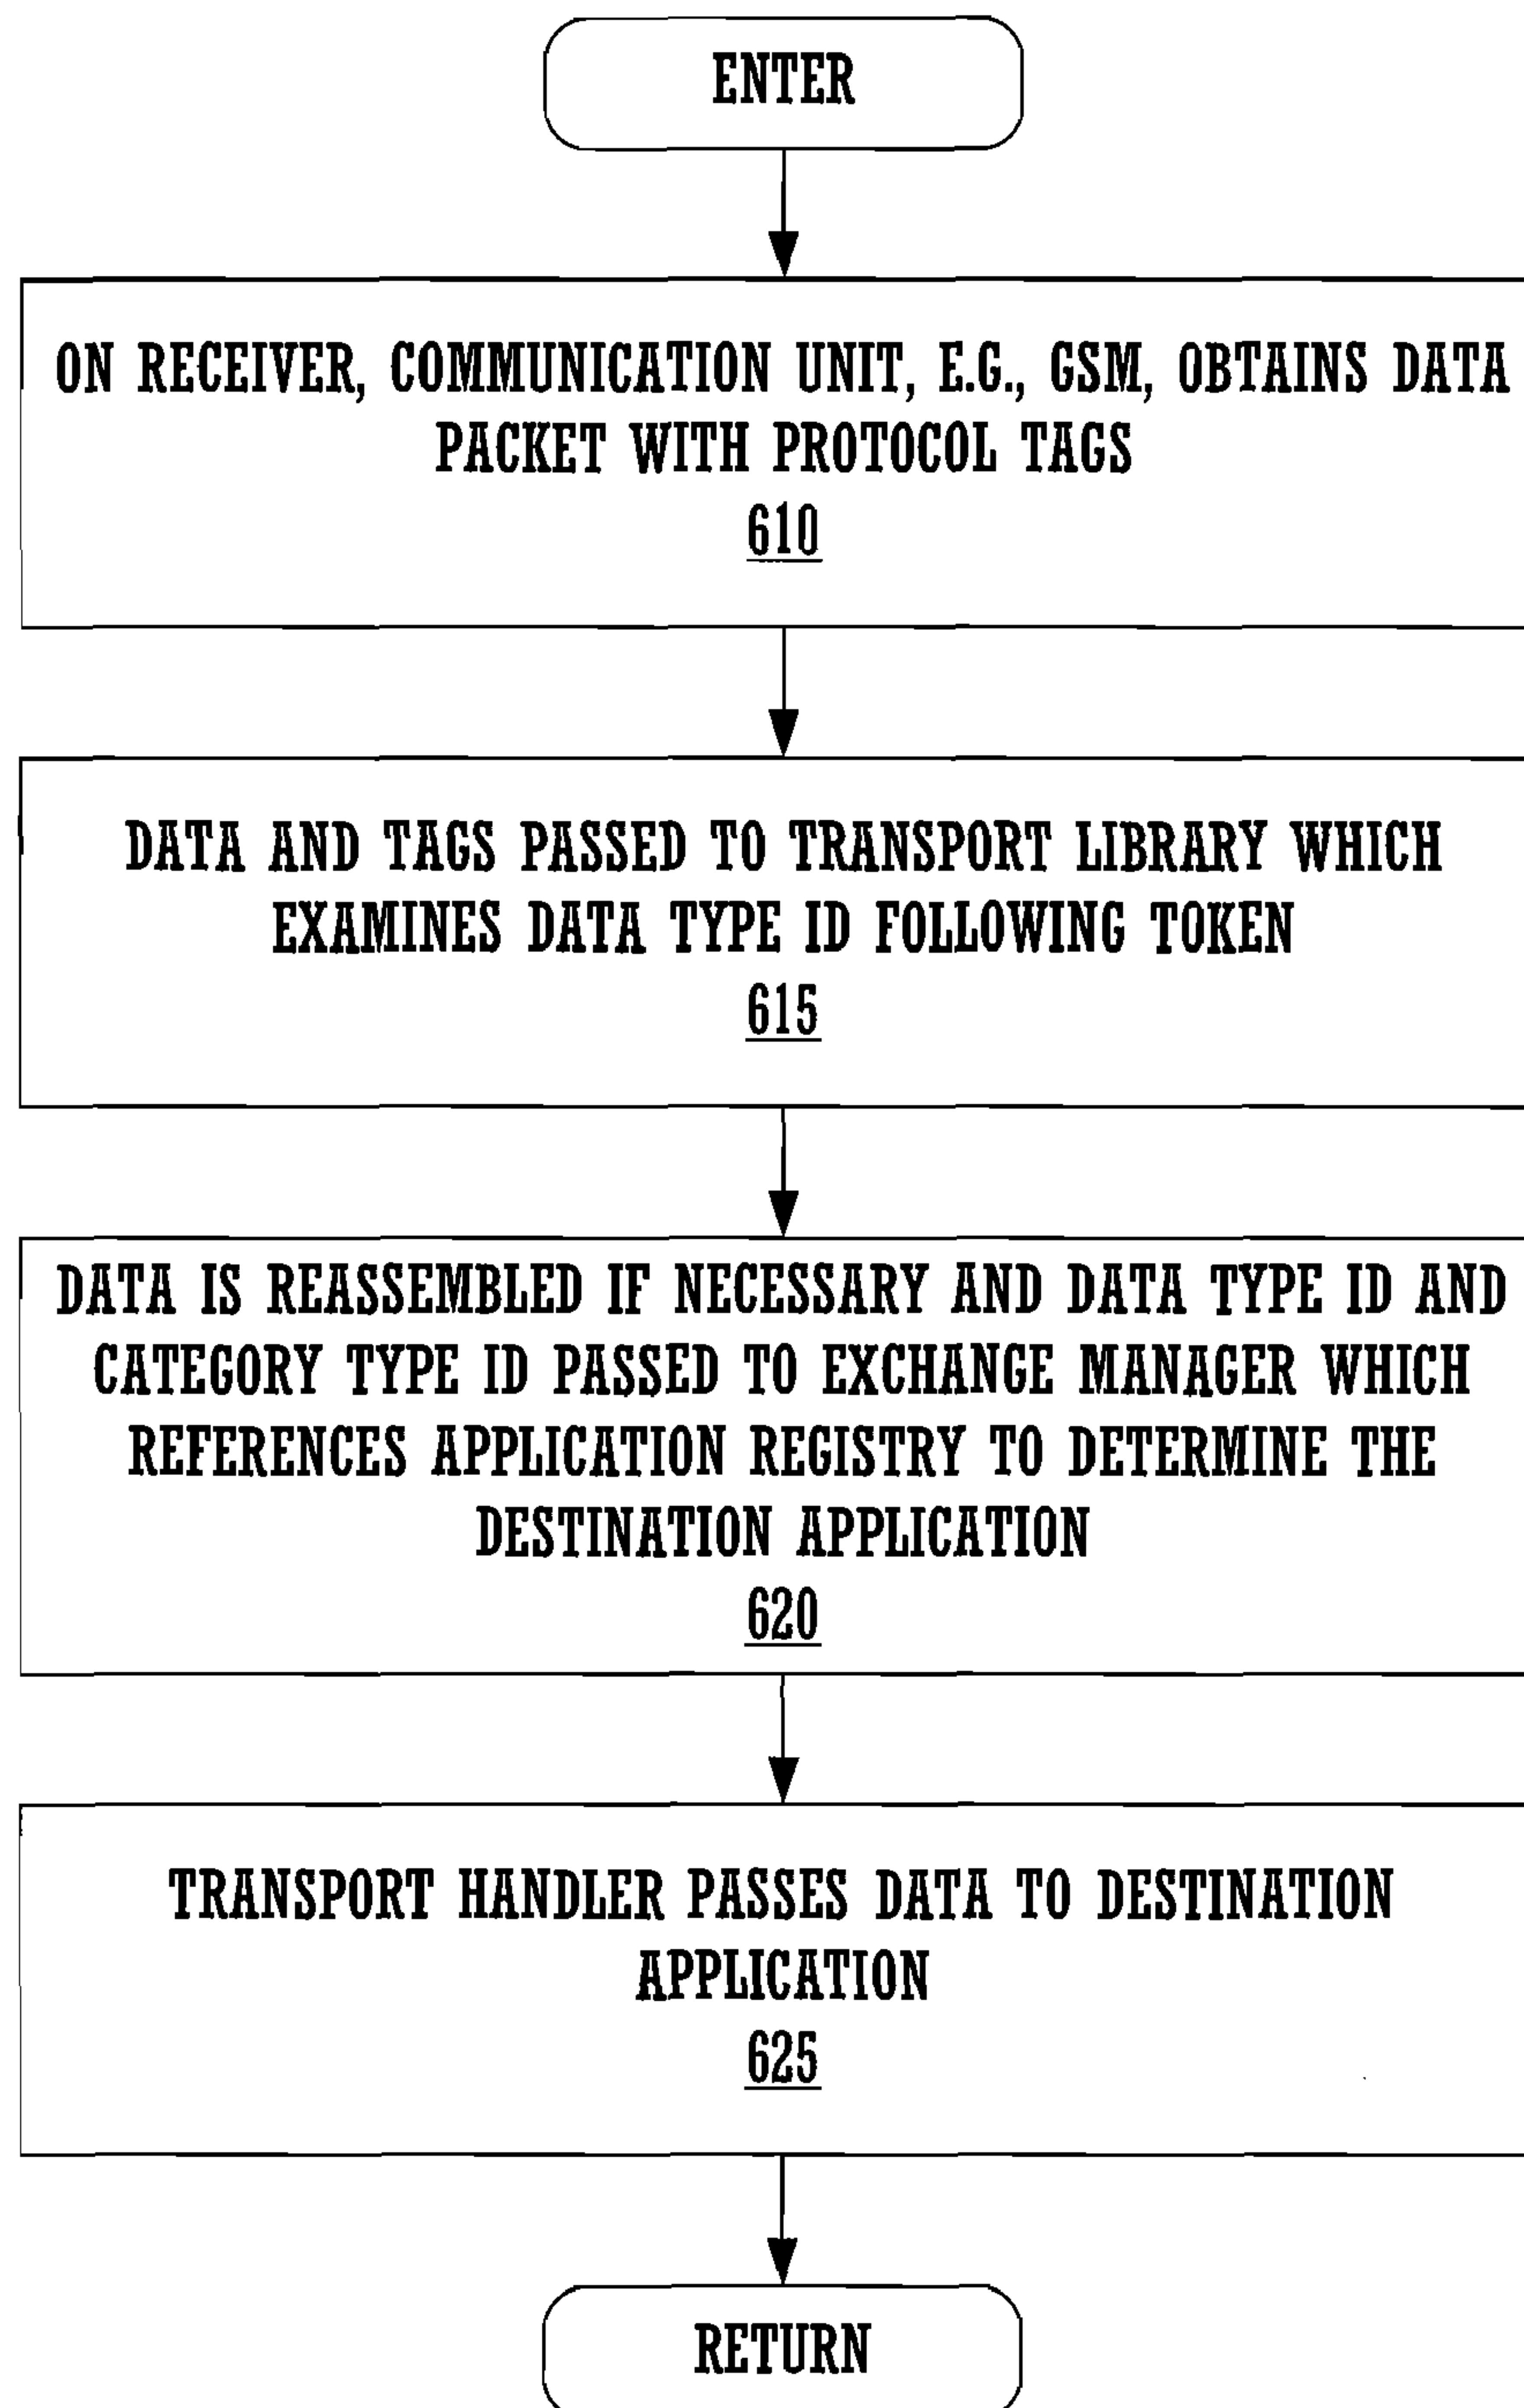 ENTER
ON RECEIVER, COMMUNICATION UNIT, E.G., GSM, OBTAINS DATA
PACKET WITH PROTOCOL TAGS
610
DATA AND TAGS PASSED TO TRANSPORT LIBRARY WHICH
EXAMINES DATA TYPE ID FOLLOWING TOKEN
615
DATA IS REASSEMBLED IF NECESSARY AND DATA TYPE ID AND
CATEGORY TYPE ID PASSED TO EXCHANGE MANAGER WHICH
REFERENCES APPLICATION REGISTRY TO DETERMINE THE
DESTINATION APPLICATION
620
TRANSPORT HANDLER PASSES DATA TO DESTINATION
APPLICATION
625
RETURN